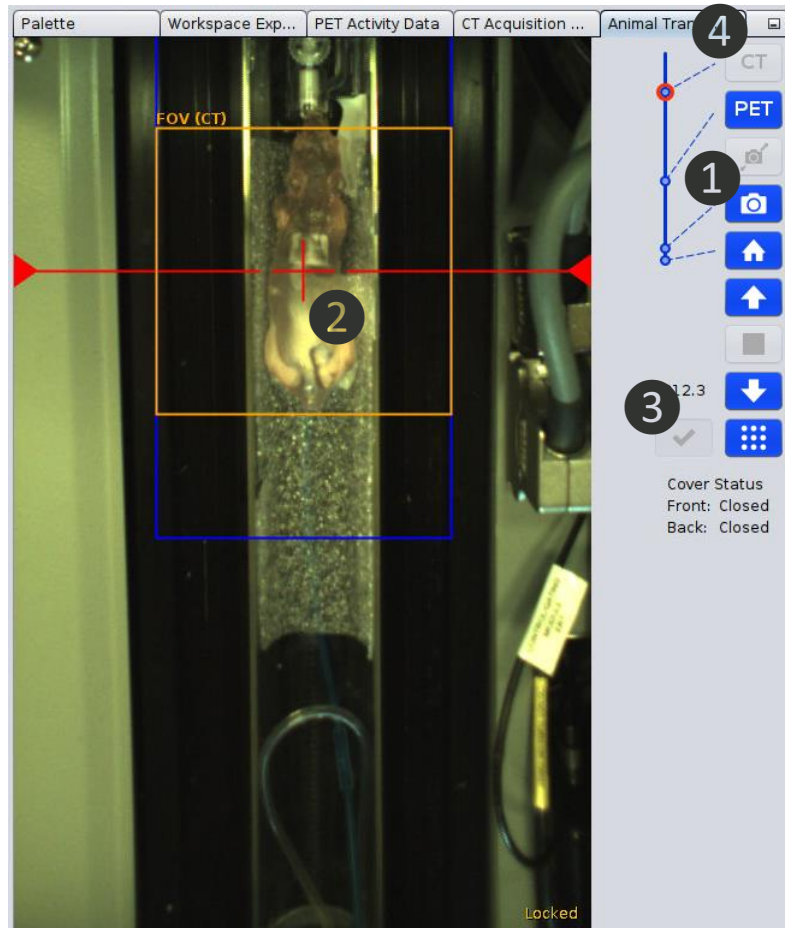 Palette
Workspace Exp...
PET Activity Data
CT Acquisition ...
Animal Tran
4
CT
FOV (CT)
PET
1
2
12.3
3
Cover Status
Front: Closed
Back: Closed
Locked